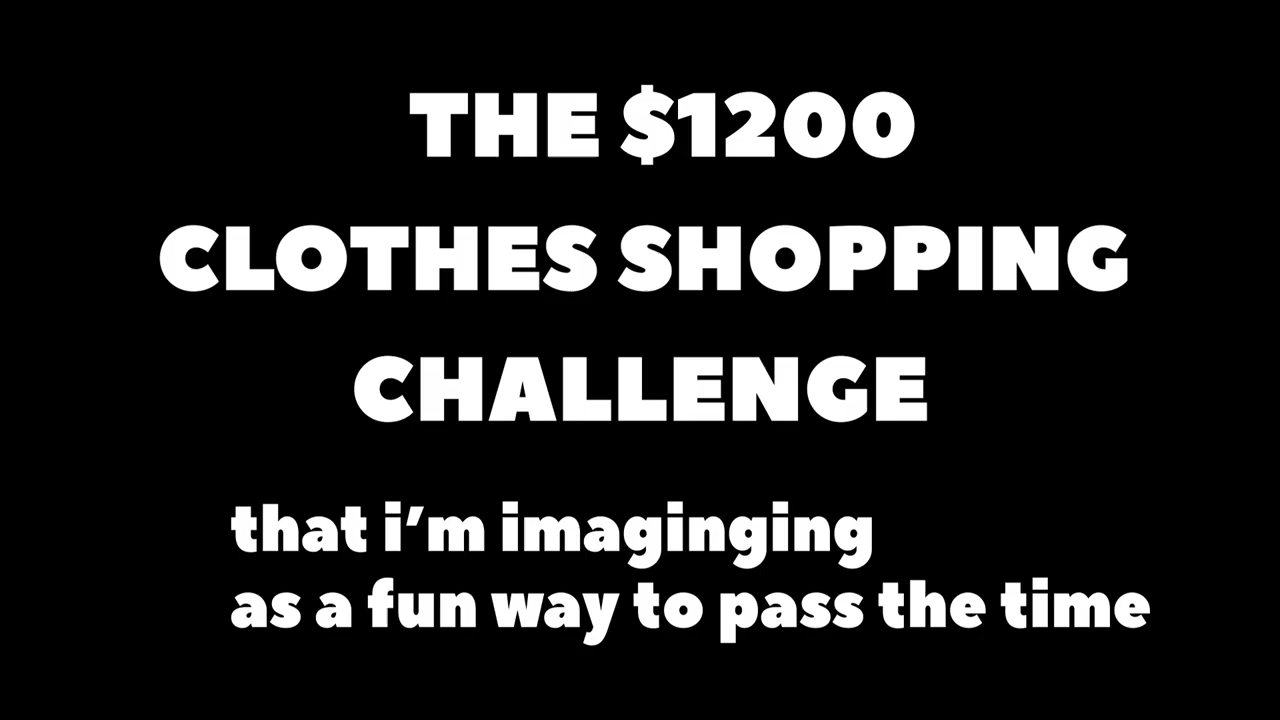 THE $1200
CLOTHES SHOPPING
CHALLENGE
that i’m imaginging
as a fun way to pass the time